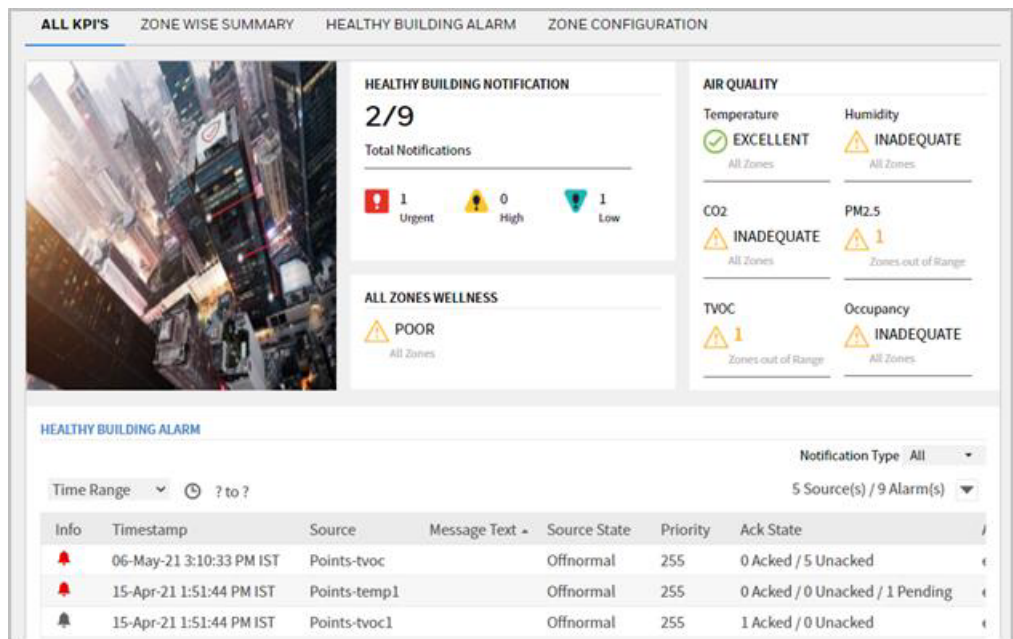 ALL KPI'S ZONE WISE SUMMARY HEALTHY BUILDING ALARM ZONE CONFIGURATION
HEALTHY BUILDING NOTIFICATION
2/9
Total Notifications
1
Urgent
0
High
1
Low
ALL ZONES WELLNESS
POOR
All Zones
AIR QUALITY
Temperature
EXCELLENT
All Zones
Humidity
INADEQUATE
All Zones
CO2
INADEQUATE
All Zones
PM2.5
1
Zones out of Range
TVOC
1
Zones out of Range
Occupancy
INADEQUATE
All Zones
HEALTHY BUILDING ALARM
Notification Type All
Time Range ? to ? 5 Source(s) / 9 Alarm(s)
Info Timestamp Source Message Text Source State Priority Ack State
06-May-21 3:10:33 PM IST Points-tvoc Offnormal 255 0 Acked / 5 Unacked
15-Apr-21 1:51:44 PM IST Points-temp1 Offnormal 255 0 Acked / 0 Unacked / 1 Pending
15-Apr-21 1:51:44 PM IST Points-tvoc1 Offnormal 255 1 Acked / 0 Unacked